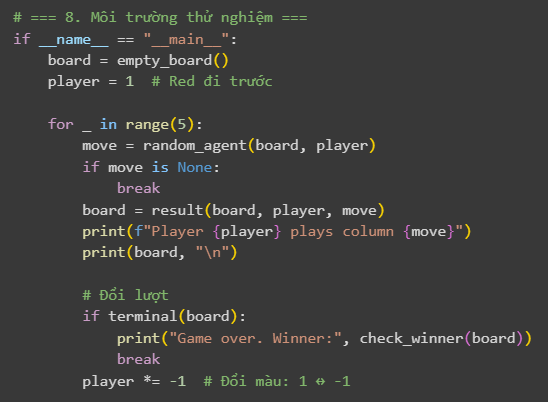 # === 8. Môi trường thử nghiệm ===
if __name__ == "__main__":
    board = empty_board()
    player = 1  # Red đi trước

    for _ in range(5):
        move = random_agent(board, player)
        if move is None:
            break
        board = result(board, player, move)
        print(f"Player {player} plays column {move}")
        print(board, "\n")

        # Đổi lượt
        if terminal(board):
            print("Game over. Winner:", check_winner(board))
            break
        player *= -1  # Đổi màu: 1 ↔ -1